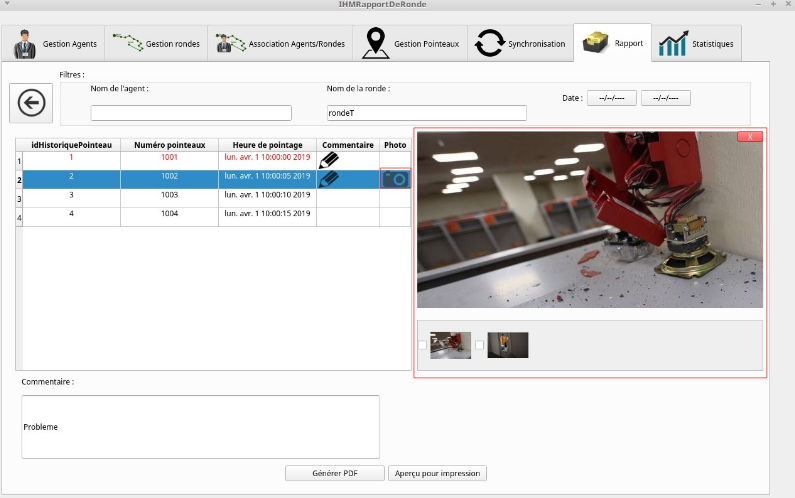 IHMRapportDeRonde
Gestion Agents
Gestion rondes
Association Agents/Rondes
Gestion Pointeaux
Synchronisation
Rapport
Statistiques
Filtres :
Nom de l'agent :
Nom de la ronde :
Date : --/--/---- --/--/----
rondeT
X
idHistoriquePointeau Numéro pointeaux Heure de pointage Commentaire Photo
1 1 1001 lun. avr. 1 10:00:00 2019
2 2 1002 lun. avr. 1 10:00:05 2019
3 3 1003 lun. avr. 1 10:00:10 2019
4 4 1004 lun. avr. 1 10:00:15 2019
Commentaire :
Probleme
Générer PDF Aperçu pour impression